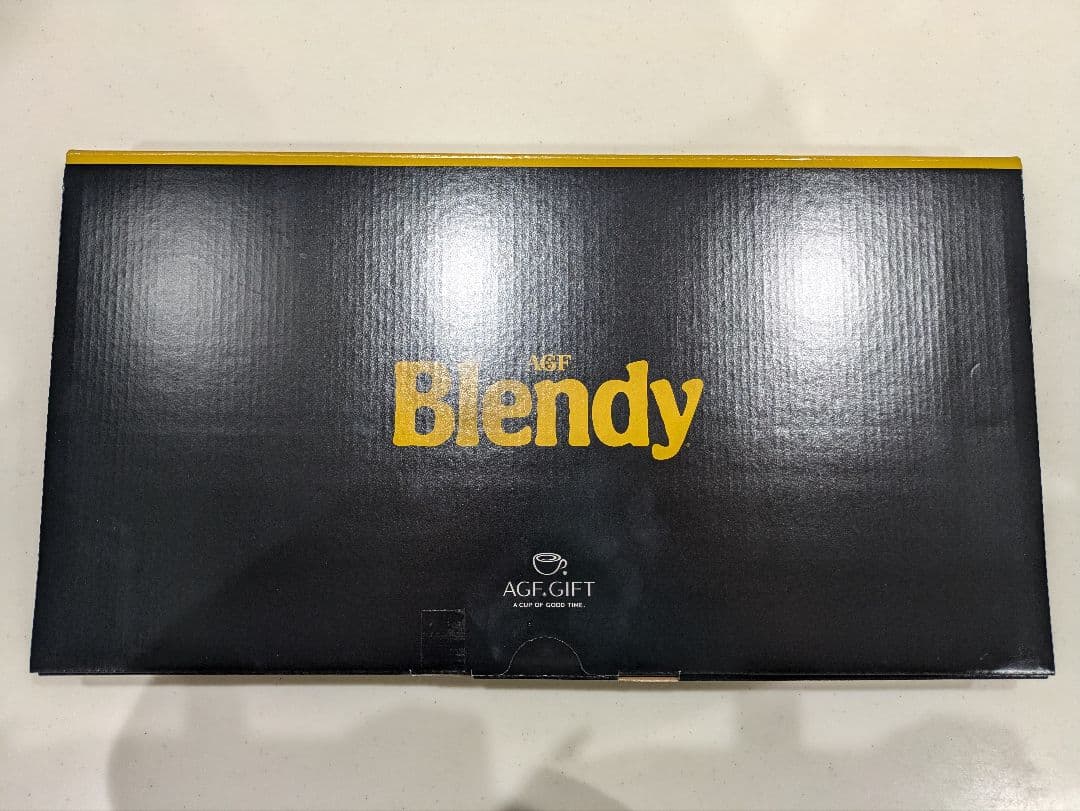 AGF
Blendy
AGF.GIFT
A CUP OF GOOD TIME.